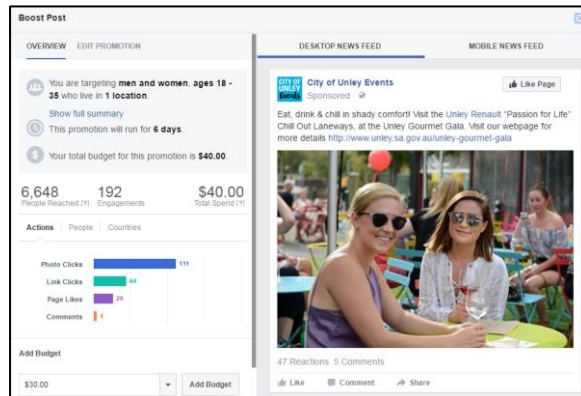 Boost Post
OVERVIEW EDIT PROMOTION
You are targeting men and women, ages 18 -
35 who live in 1 location.
Show full summary
This promotion will run for 6 days.
Your total budget for this promotion is $40.00.
6,648 192 $40.00
People Reached [?] Engagements Total Spend [?]
Actions People Countries
Photo Clicks 111
Link Clicks 44
Page Likes 26
Comments 4
Add Budget
$30.00 Add Budget
DESKTOP NEWS FEED MOBILE NEWS FEED
CITY OF
UNLEY
Events
City of Unley Events
Sponsored
Like Page
Eat, drink & chill in shady comfort! Visit the Unley Renault "Passion for Life"
Chill Out Laneways, at the Unley Gourmet Gala. Visit our webpage for
more details http://www.unley.sa.gov.au/unley-gourmet-gala
47 Reactions 5 Comments
Like Comment Share